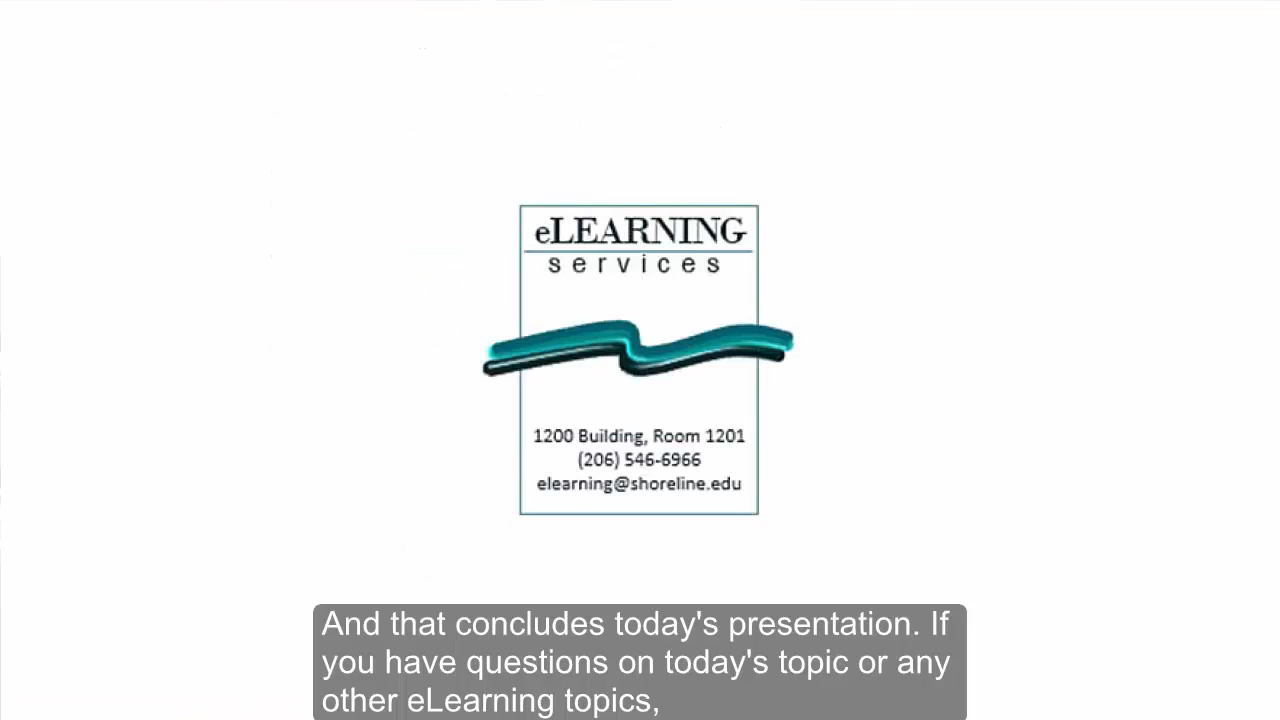 eLEARNING
services
1200 Building, Room 1201
(206) 546-6966
elearning@shoreline.edu
And that concludes today's presentation. If
you have questions on today's topic or any
other eLearning topics,